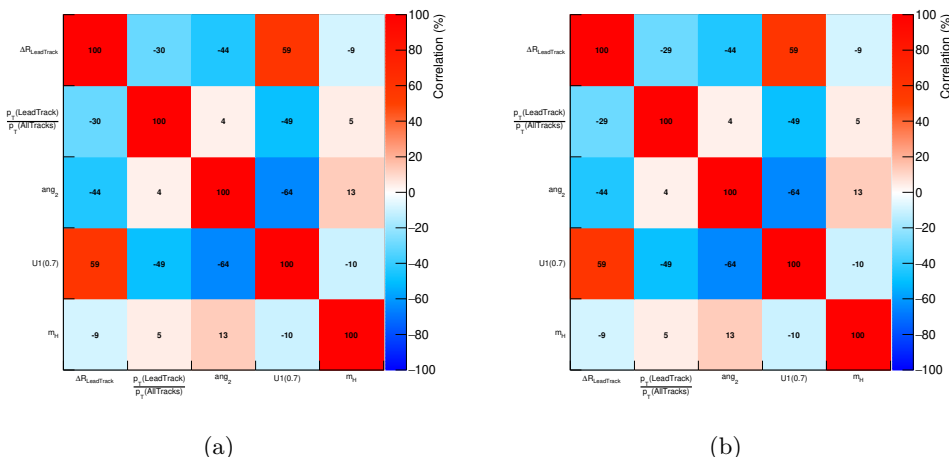 ΔR_LeadTrack 100 -30 -44 59 -9
p_T(LeadTrack) / p_T(AllTracks) -30 100 4 -49 5
ang_2 -44 4 100 -64 13
U1(0.7) 59 -49 -64 100 -10
m_H -9 5 13 -10 100
ΔR_LeadTrack p_T(LeadTrack) / p_T(AllTracks) ang_2 U1(0.7) m_H
100
80
60
40
20
0
−20
−40
−60
−80
−100
Correlation (%)
(a)
ΔR_LeadTrack 100 -29 -44 59 -9
p_T(LeadTrack) / p_T(AllTracks) -29 100 4 -49 5
ang_2 -44 4 100 -64 13
U1(0.7) 59 -49 -64 100 -10
m_H -9 5 13 -10 100
ΔR_LeadTrack p_T(LeadTrack) / p_T(AllTracks) ang_2 U1(0.7) m_H
100
80
60
40
20
0
−20
−40
−60
−80
−100
Correlation (%)
(b)